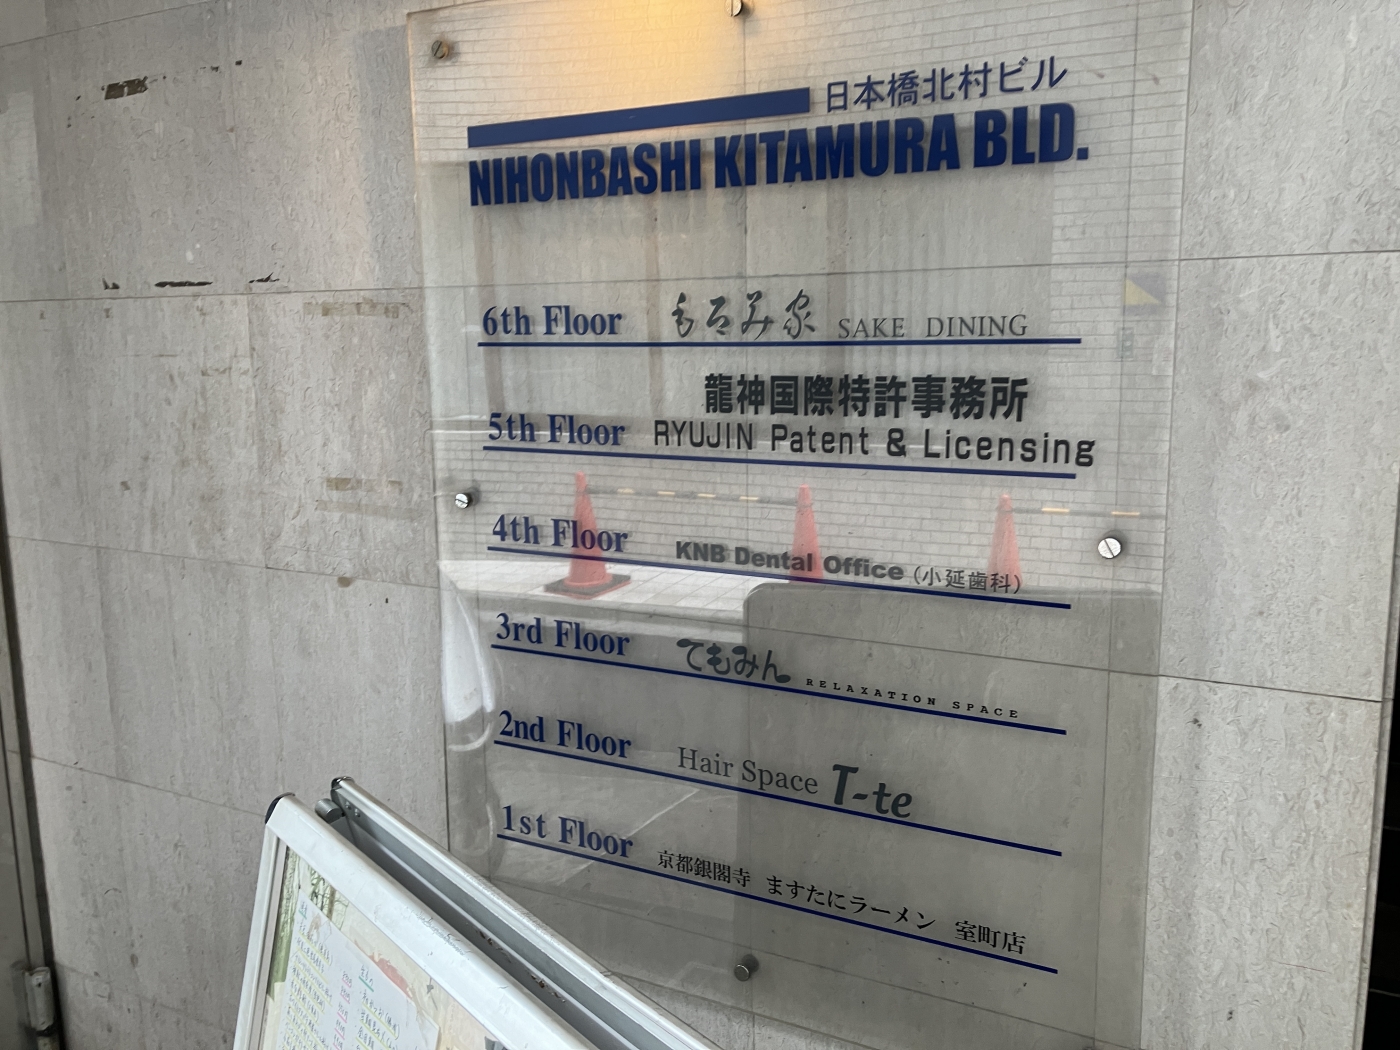 日本橋北村ビル
NIHONBASHI KITAMURA BLD.
6th Floor もろみ家 SAKE DINING
龍神国際特許事務所
5th Floor RYUJIN Patent & Licensing
4th Floor KNB Dental Office (小延歯科)
3rd Floor てもみん RELAXATION SPACE
2nd Floor Hair Space T-te
1st Floor 京都銀閣寺 ますたにラーメン 室町店